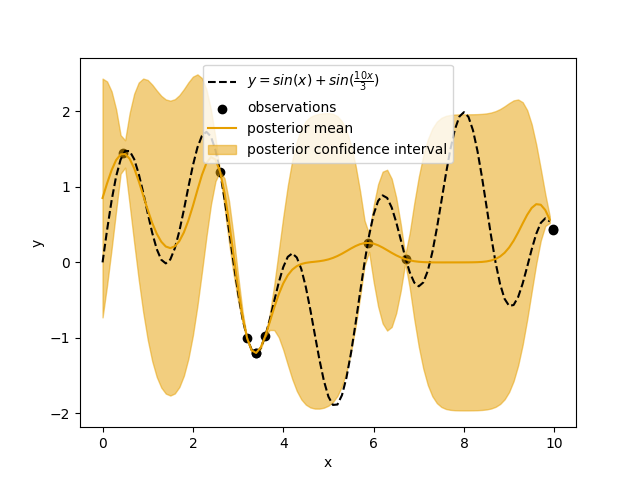 y = sin(x) + sin(10x/3)
observations
posterior mean
posterior confidence interval
y
2
1
0
−1
−2
0 2 4 6 8 10
x